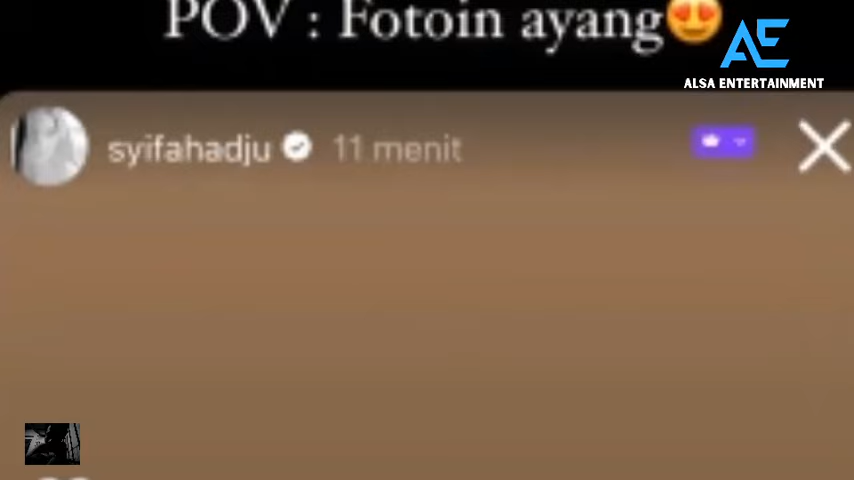 POV : Fotoin ayang😍
AE
ALSA ENTERTAINMENT
syifahadju 11 menit